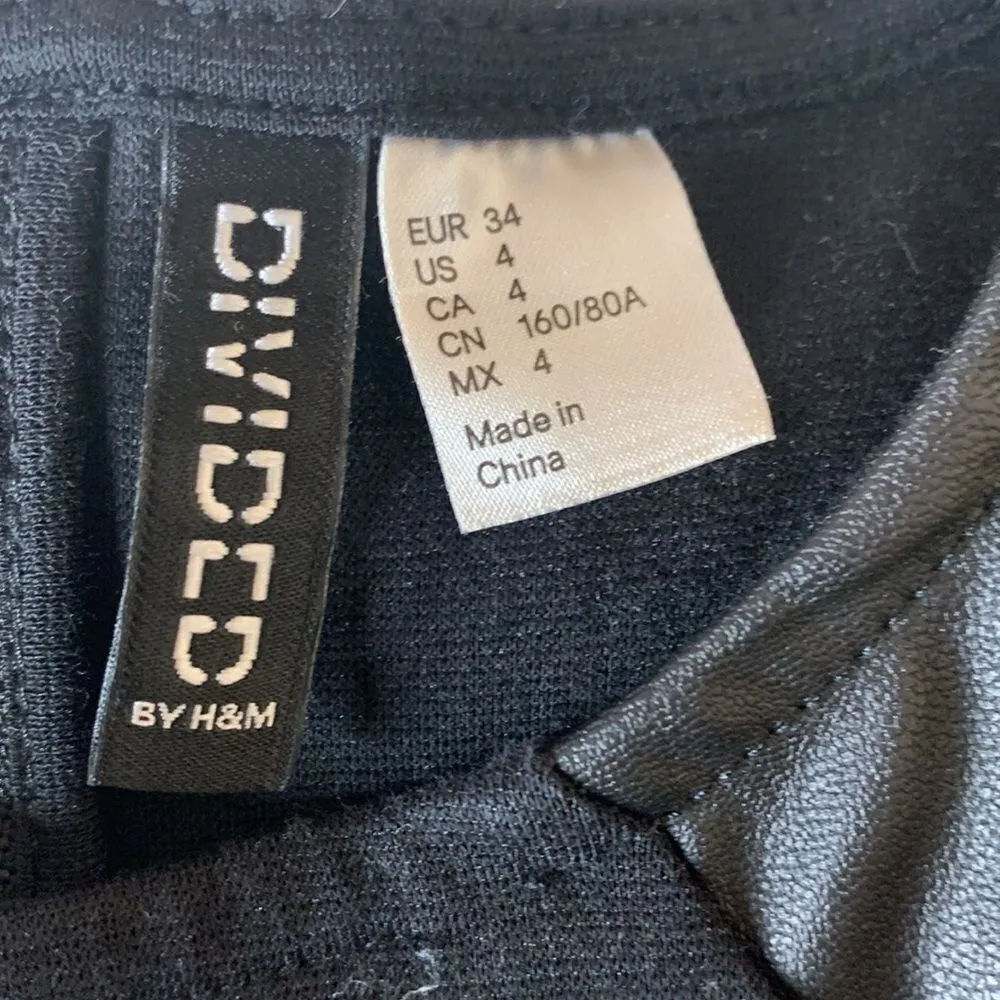 DIVIDED
BY H&M
EUR 34
US 4
CA 4
CN 160/80A
MX 4
Made in
China